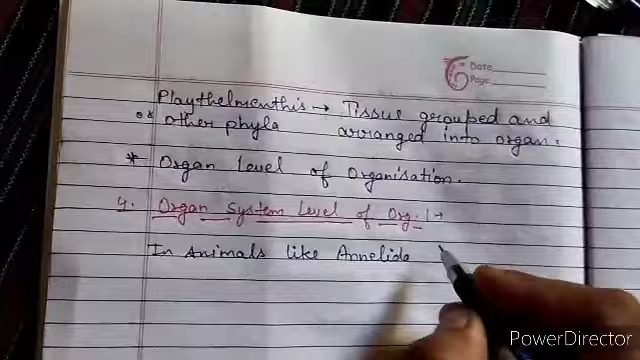 Date
Page
Playthelmenthis → Tissue grouped and
other phyla arranged into organ.
* Organ Level of Organisation.
4. Organ System Level of Org.! →
In animals like Annelida
PowerDirector